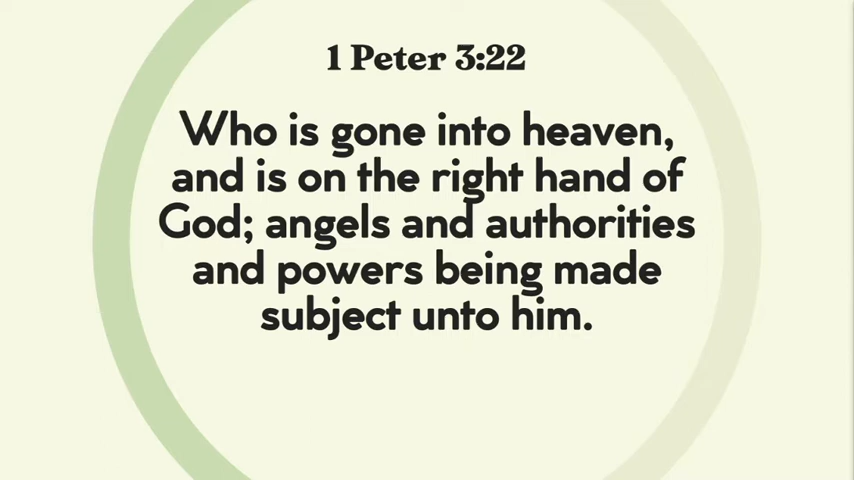 1 Peter 3:22
Who is gone into heaven,
and is on the right hand of
God; angels and authorities
and powers being made
subject unto him.